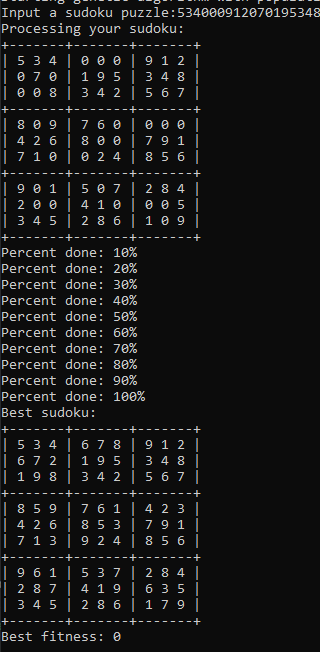 Input a sudoku puzzle:534000912070195348
Processing your sudoku:
+-------+-------+-------+
| 5 3 4 | 0 0 0 | 9 1 2 |
| 0 7 0 | 1 9 5 | 3 4 8 |
| 0 0 8 | 3 4 2 | 5 6 7 |
+-------+-------+-------+
| 8 0 9 | 7 6 0 | 0 0 0 |
| 4 2 6 | 8 0 0 | 7 9 1 |
| 7 1 0 | 0 2 4 | 8 5 6 |
+-------+-------+-------+
| 9 0 1 | 5 0 7 | 2 8 4 |
| 2 0 0 | 4 1 0 | 0 0 5 |
| 3 4 5 | 2 8 6 | 1 0 9 |
+-------+-------+-------+
Percent done: 10%
Percent done: 20%
Percent done: 30%
Percent done: 40%
Percent done: 50%
Percent done: 60%
Percent done: 70%
Percent done: 80%
Percent done: 90%
Percent done: 100%
Best sudoku:
+-------+-------+-------+
| 5 3 4 | 6 7 8 | 9 1 2 |
| 6 7 2 | 1 9 5 | 3 4 8 |
| 1 9 8 | 3 4 2 | 5 6 7 |
+-------+-------+-------+
| 8 5 9 | 7 6 1 | 4 2 3 |
| 4 2 6 | 8 5 3 | 7 9 1 |
| 7 1 3 | 9 2 4 | 8 5 6 |
+-------+-------+-------+
| 9 6 1 | 5 3 7 | 2 8 4 |
| 2 8 7 | 4 1 9 | 6 3 5 |
| 3 4 5 | 2 8 6 | 1 7 9 |
+-------+-------+-------+
Best fitness: 0